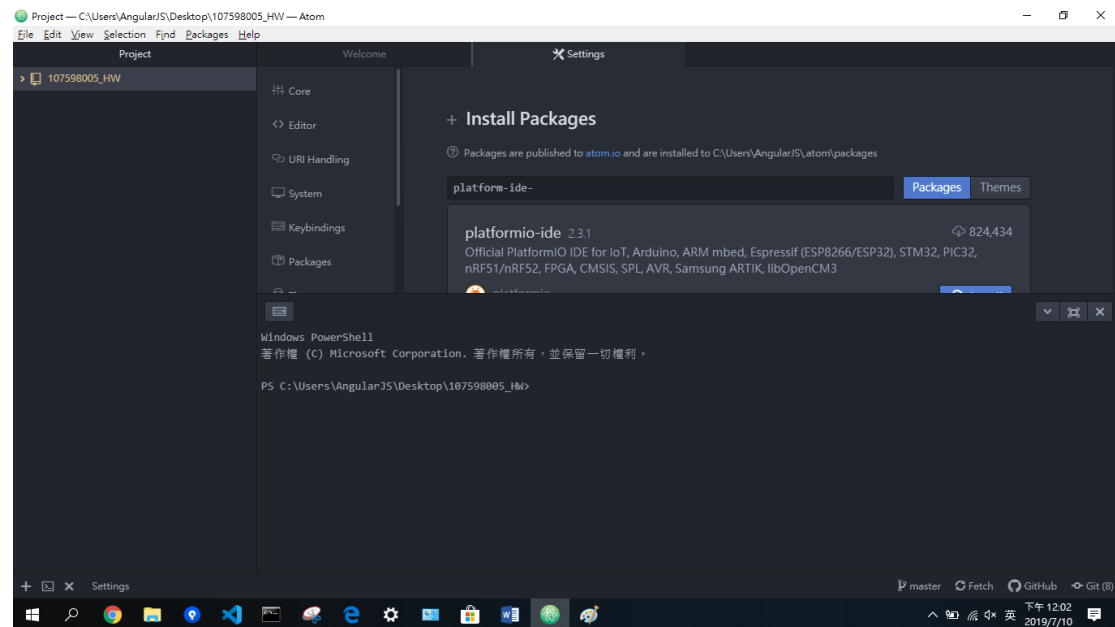 Project — C:\Users\AngularJS\Desktop\107598005_HW — Atom
File Edit View Selection Find Packages Help
Project
Welcome
Settings
107598005_HW
Core
Editor
URI Handling
System
Keybindings
Packages
Install Packages
Packages are published to atom.io and are installed to C:\Users\AngularJS\.atom\packages
platform-ide-
Packages Themes
platformio-ide 2.3.1 824,434
Official PlatformIO IDE for IoT, Arduino, ARM mbed, Espressif (ESP8266/ESP32), STM32, PIC32,
nRF51/nRF52, FPGA, CMSIS, SPL, AVR, Samsung ARTIK, libOpenCM3
platformio
Windows PowerShell
著作權 (C) Microsoft Corporation. 著作權所有，並保留一切權利。
PS C:\Users\AngularJS\Desktop\107598005_HW>
Settings
master Fetch GitHub Git (8)
英
下午 12:02
2019/7/10